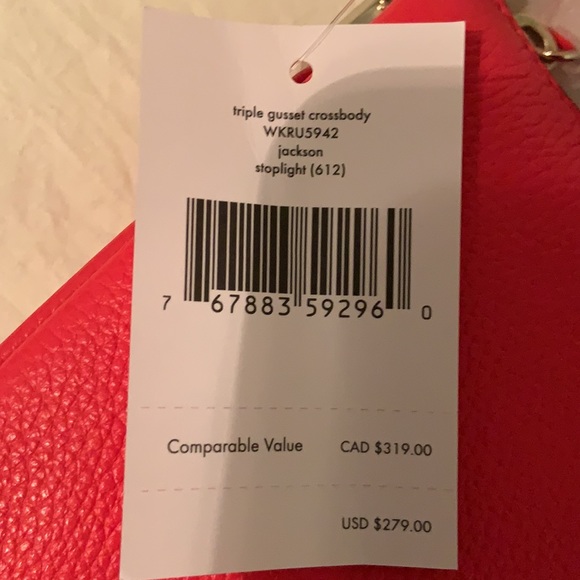 triple gusset crossbody
WKRU5942
jackson
stoplight (612)
7 67883 59296 0
Comparable Value CAD $319.00
USD $279.00